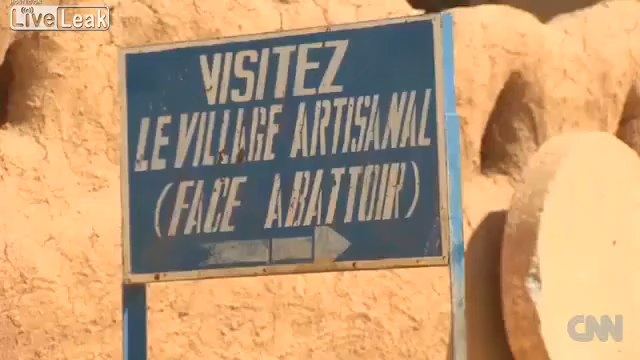 LiveLeak
VISITEZ
LE VILLAGE ARTISANAL
(FACE ABATTOIR)
CNN